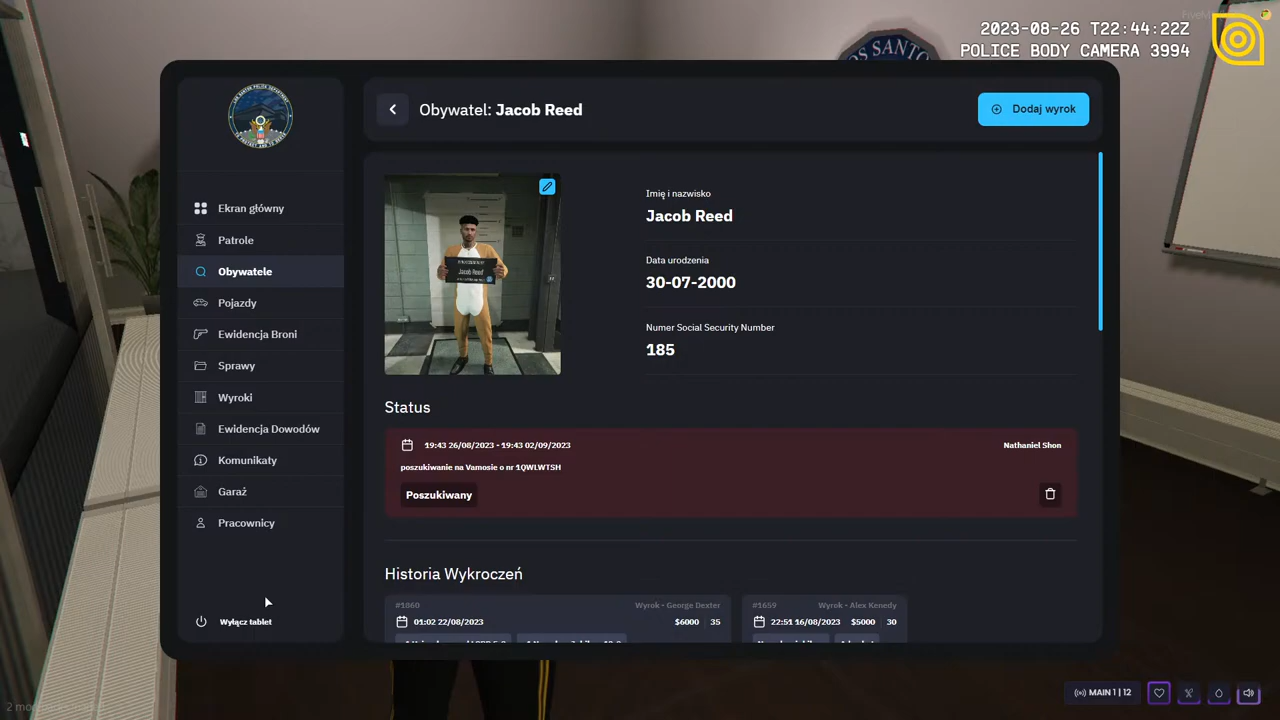 2023-08-26 T22:44:22Z
POLICE BODY CAMERA 3994
OS SANTOS
Obywatel: Jacob Reed
Dodaj wyrok
Ekran główny
Patrole
Obywatele
Pojazdy
Ewidencja Broni
Sprawy
Wyroki
Ewidencja Dowodów
Komunikaty
Garaż
Pracownicy
Wyłącz tablet
Jacob Reed
Imię i nazwisko
Jacob Reed
Data urodzenia
30-07-2000
Numer Social Security Number
185
Status
19:43 26/08/2023 - 19:43 02/09/2023
Nathaniel Shon
poszukiwanie na Vamosie o nr 1QWLWTSH
Poszukiwany
Historia Wykroczeń
#1860
Wyrok - George Dexter
01:02 22/08/2023
$6000
35
#1659
Wyrok - Alex Kenedy
22:51 16/08/2023
$5000
30
MAIN 1 | 12